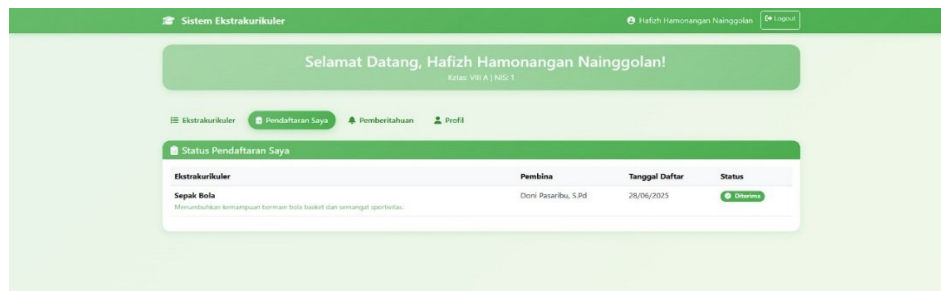 Sistem Ekstrakurikuler
Hafizh Hamonangan Nainggolan
Logout
Selamat Datang, Hafizh Hamonangan Nainggolan!
Kelas: VIII A | NIS: 1
Ekstrakurikuler
Pendaftaran Saya
Pemberitahuan
Profil
Status Pendaftaran Saya
Ekstrakurikuler Pembina Tanggal Daftar Status
Sepak Bola Doni Pasaribu, S.Pd 28/06/2025 Diterima
Menumbuhkan kemampuan bermain bola basket dan semangat sportivitas.